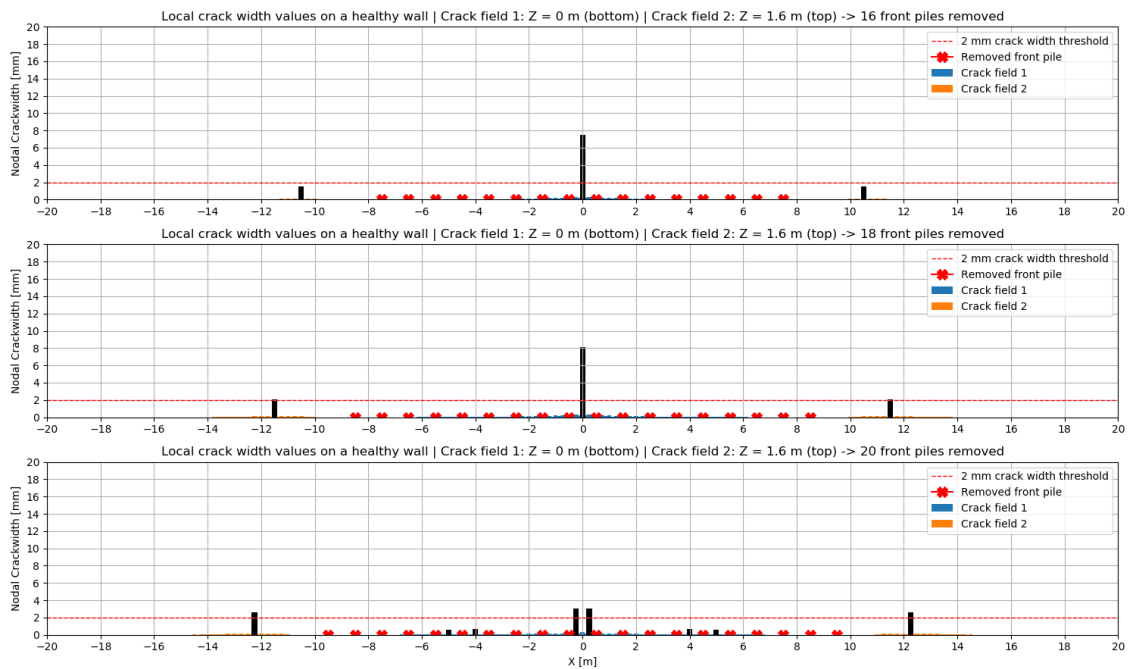 Local crack width values on a healthy wall | Crack field 1: Z = 0 m (bottom) | Crack field 2: Z = 1.6 m (top) -> 16 front piles removed
Nodal Crackwidth [mm]
20
18
16
14
12
10
8
6
4
2
0
2 mm crack width threshold
Removed front pile
Crack field 1
Crack field 2
−20 −18 −16 −14 −12 −10 −8 −6 −4 −2 0 2 4 6 8 10 12 14 16 18 20
Local crack width values on a healthy wall | Crack field 1: Z = 0 m (bottom) | Crack field 2: Z = 1.6 m (top) -> 18 front piles removed
Nodal Crackwidth [mm]
20
18
16
14
12
10
8
6
4
2
0
2 mm crack width threshold
Removed front pile
Crack field 1
Crack field 2
−20 −18 −16 −14 −12 −10 −8 −6 −4 −2 0 2 4 6 8 10 12 14 16 18 20
Local crack width values on a healthy wall | Crack field 1: Z = 0 m (bottom) | Crack field 2: Z = 1.6 m (top) -> 20 front piles removed
Nodal Crackwidth [mm]
20
18
16
14
12
10
8
6
4
2
0
2 mm crack width threshold
Removed front pile
Crack field 1
Crack field 2
−20 −18 −16 −14 −12 −10 −8 −6 −4 −2 0 2 4 6 8 10 12 14 16 18 20
X [m]